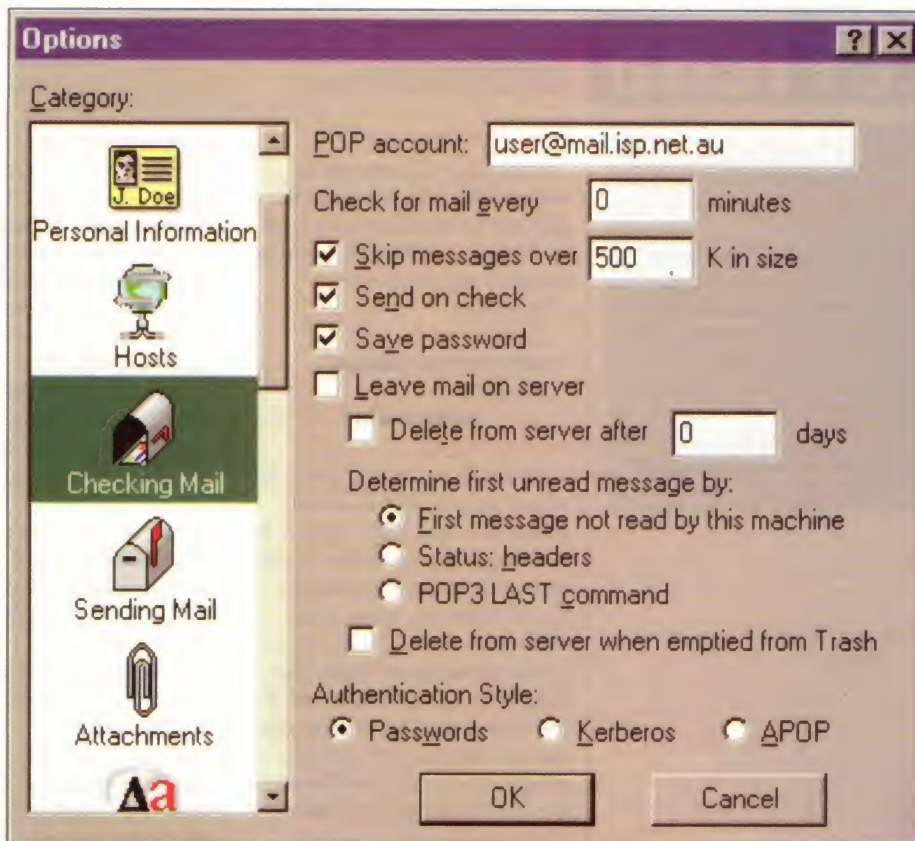 Options
Category:
J. Doe
Personal Information
Hosts
Checking Mail
Sending Mail
Attachments
Aa
POP account: user@mail.isp.net.au
Check for mail every 0 minutes
Skip messages over 500 K in size
Send on check
Save password
Leave mail on server
Delete from server after 0 days
Determine first unread message by:
First message not read by this machine
Status: headers
POP3 LAST command
Delete from server when emptied from Trash
Authentication Style:
Passwords Kerberos APOP
OK Cancel